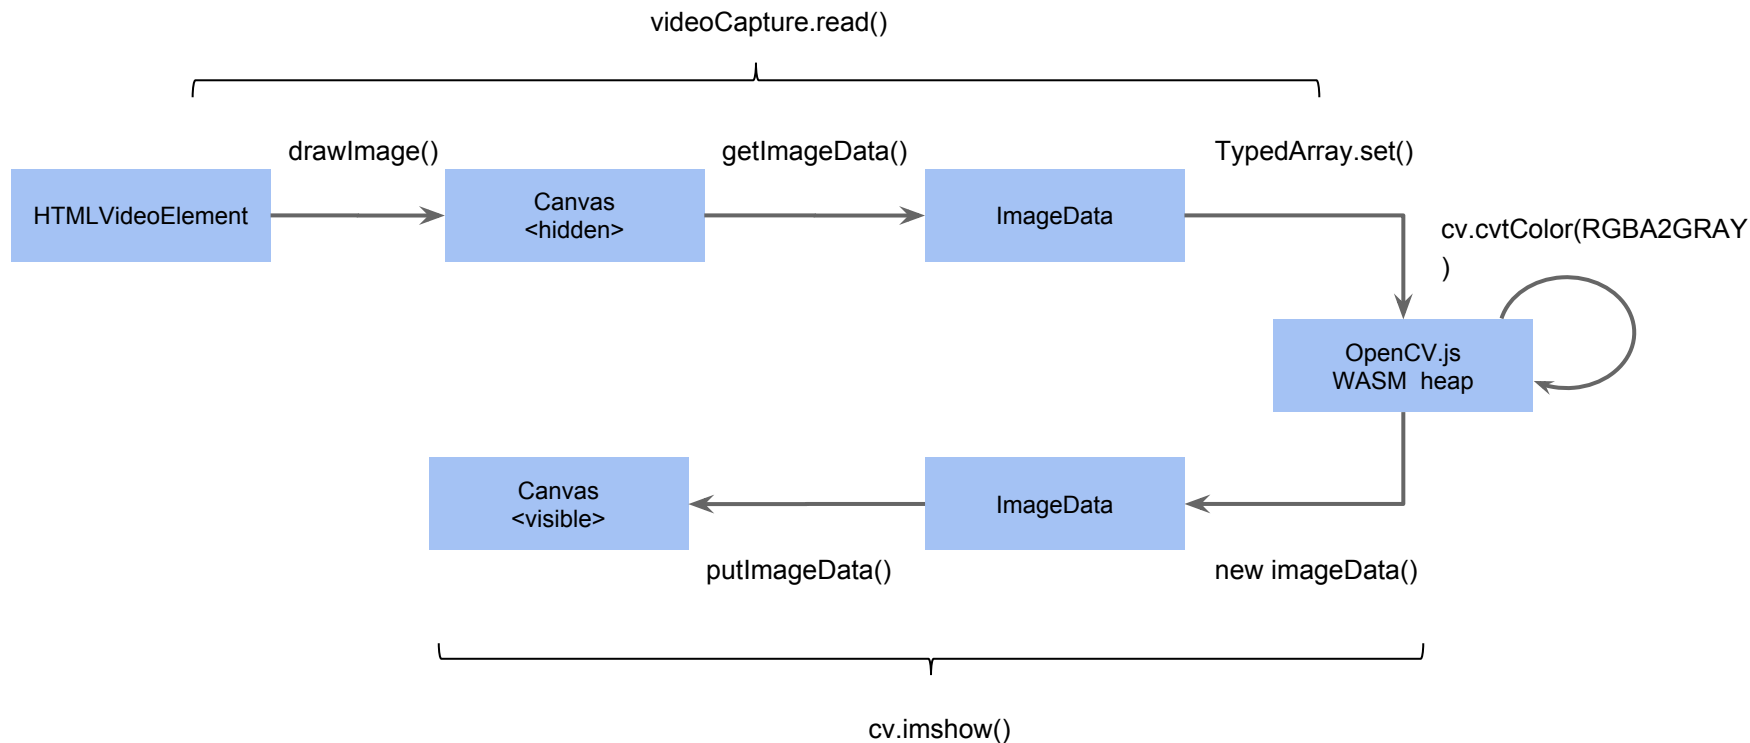 videoCapture.read()
drawImage()
getImageData()
TypedArray.set()
HTMLVideoElement
Canvas
<hidden>
ImageData
cv.cvtColor(RGBA2GRAY
)
OpenCV.js
WASM heap
Canvas
<visible>
ImageData
putImageData()
new imageData()
cv.imshow()